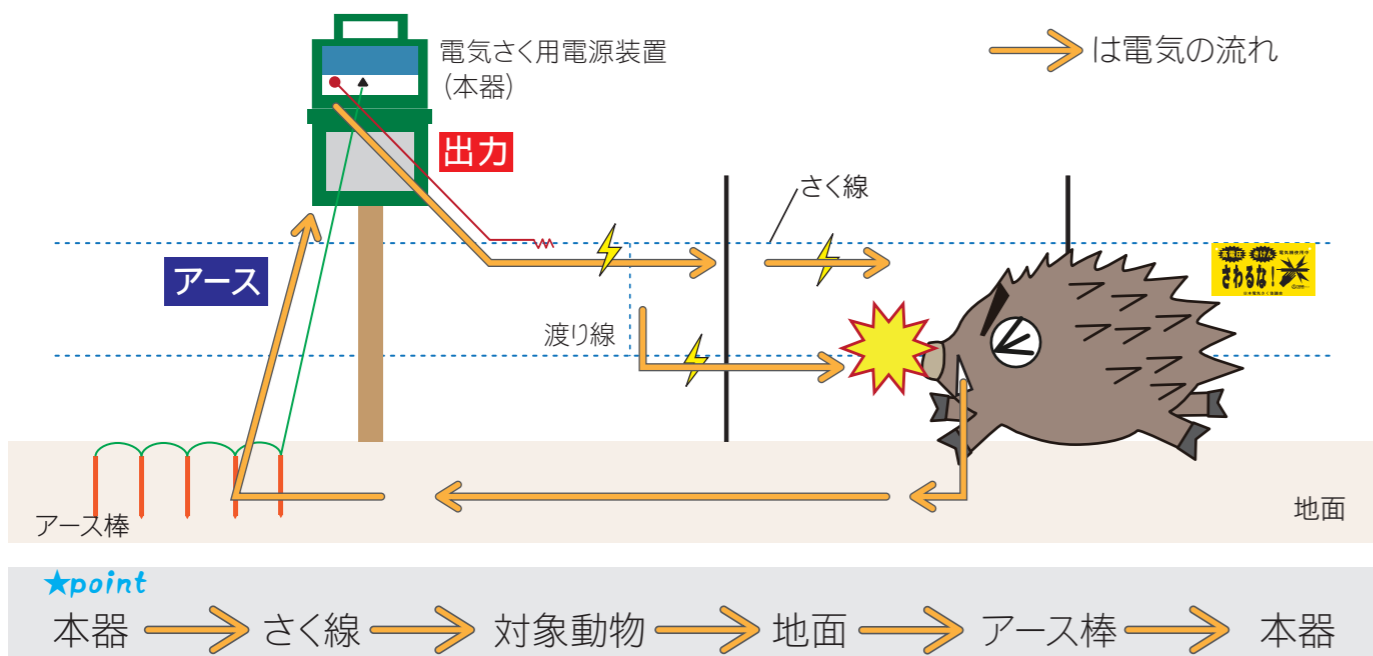 電気さく用電源装置
(本器)
は電気の流れ
出力
さく線
アース
渡り線
さわるな!
アース棒
地面
★point
本器 さく線 対象動物 地面 アース棒 本器